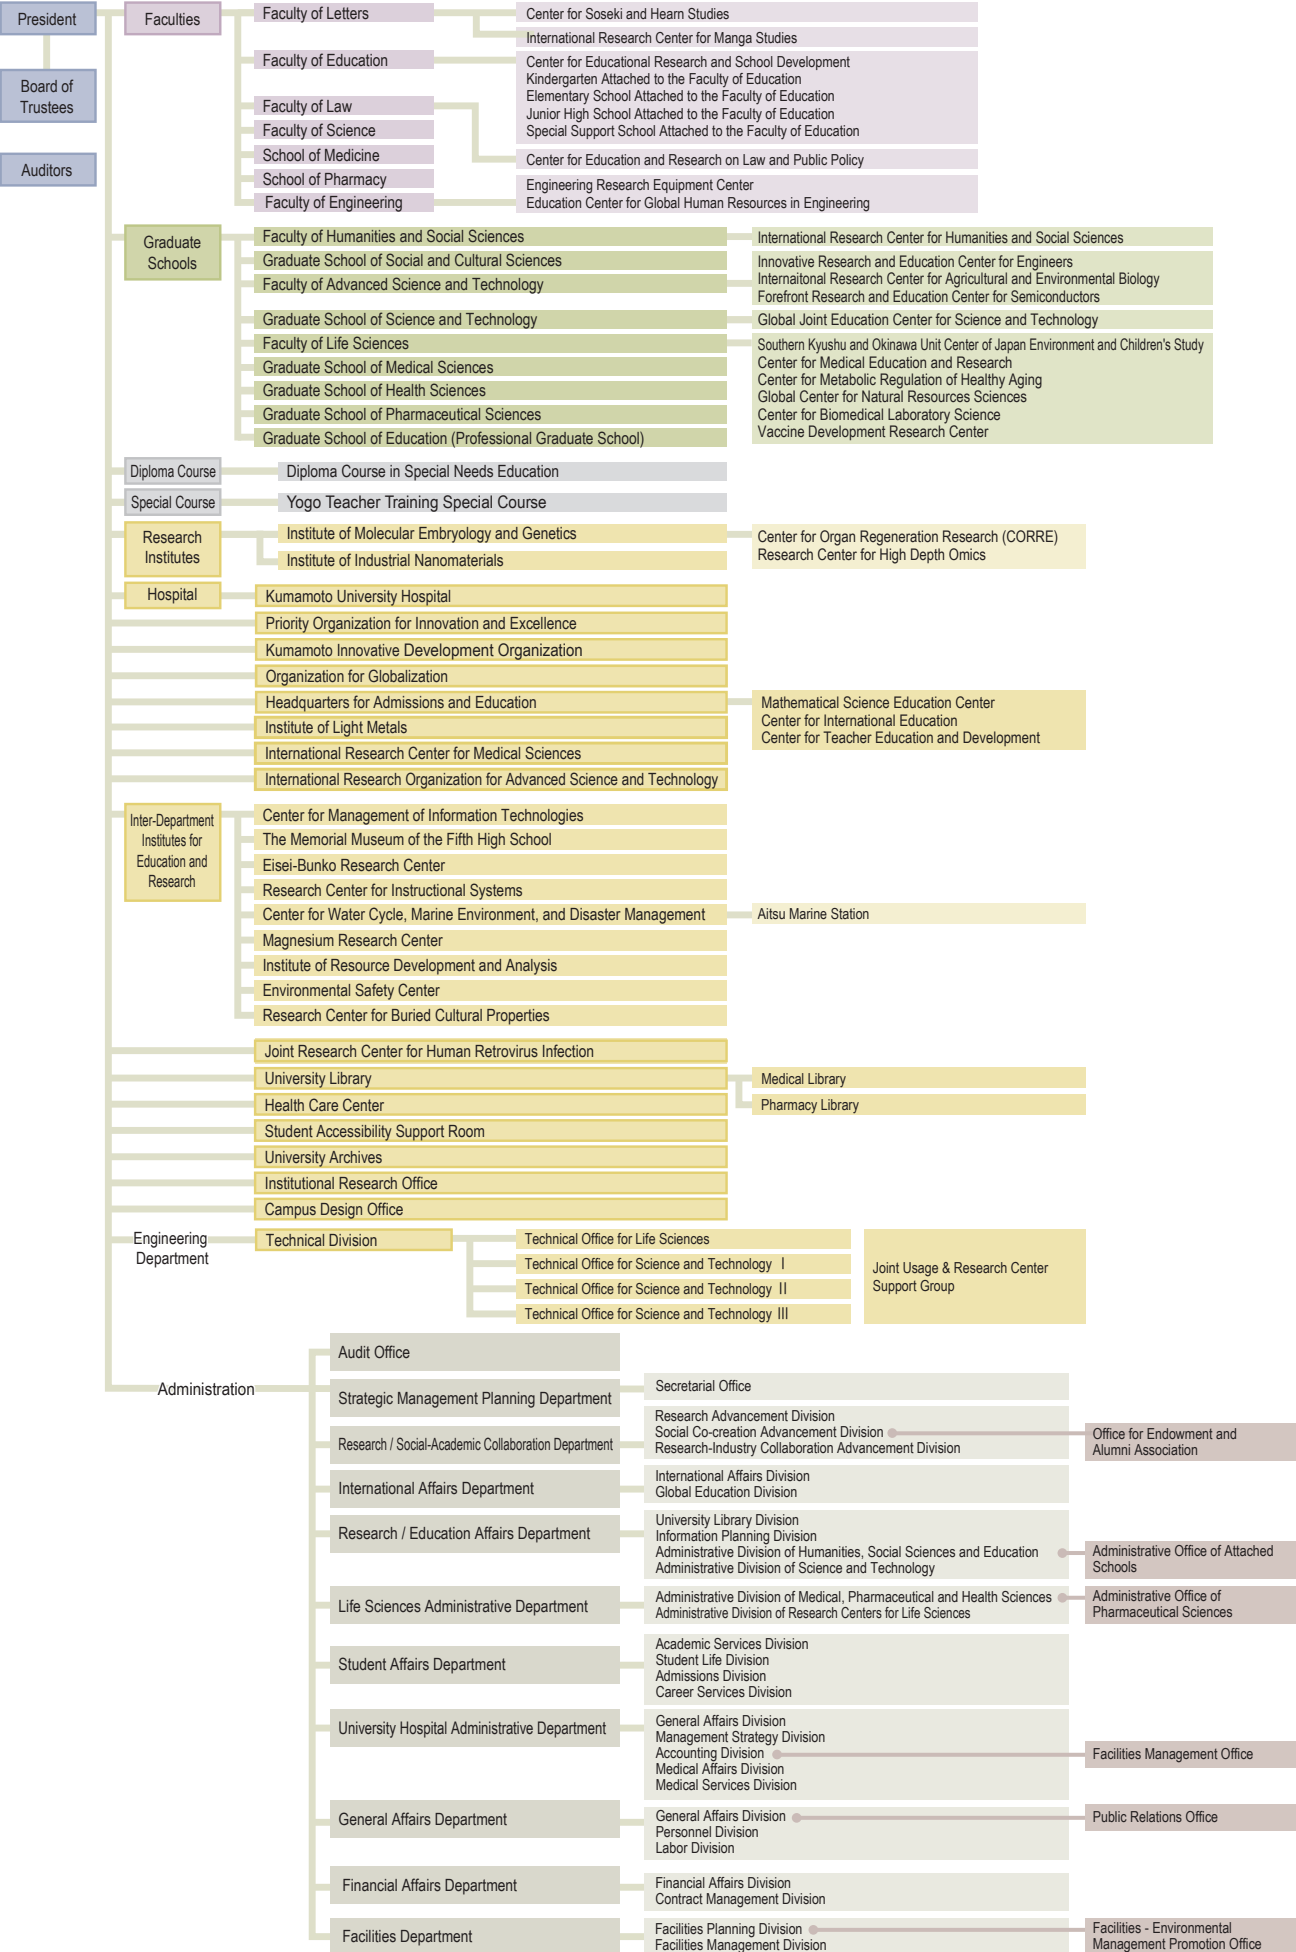 President
Board of
Trustees
Auditors
Faculties
Faculty of Letters
Center for Soseki and Hearn Studies
International Research Center for Manga Studies
Faculty of Education
Center for Educational Research and School Development
Kindergarten Attached to the Faculty of Education
Elementary School Attached to the Faculty of Education
Junior High School Attached to the Faculty of Education
Special Support School Attached to the Faculty of Education
Faculty of Law
Center for Education and Research on Law and Public Policy
Faculty of Science
School of Medicine
School of Pharmacy
Faculty of Engineering
Engineering Research Equipment Center
Education Center for Global Human Resources in Engineering
Graduate
Schools
Faculty of Humanities and Social Sciences
International Research Center for Humanities and Social Sciences
Graduate School of Social and Cultural Sciences
Faculty of Advanced Science and Technology
Innovative Research and Education Center for Engineers
Internaitonal Research Center for Agricultural and Environmental Biology
Forefront Research and Education Center for Semiconductors
Graduate School of Science and Technology
Global Joint Education Center for Science and Technology
Faculty of Life Sciences
Southern Kyushu and Okinawa Unit Center of Japan Environment and Children's Study
Center for Medical Education and Research
Center for Metabolic Regulation of Healthy Aging
Global Center for Natural Resources Sciences
Center for Biomedical Laboratory Science
Vaccine Development Research Center
Graduate School of Medical Sciences
Graduate School of Health Sciences
Graduate School of Pharmaceutical Sciences
Graduate School of Education (Professional Graduate School)
Diploma Course
Diploma Course in Special Needs Education
Special Course
Yogo Teacher Training Special Course
Research
Institutes
Institute of Molecular Embryology and Genetics
Center for Organ Regeneration Research (CORRE)
Research Center for High Depth Omics
Institute of Industrial Nanomaterials
Hospital
Kumamoto University Hospital
Priority Organization for Innovation and Excellence
Kumamoto Innovative Development Organization
Organization for Globalization
Headquarters for Admissions and Education
Mathematical Science Education Center
Center for International Education
Center for Teacher Education and Development
Institute of Light Metals
International Research Center for Medical Sciences
International Research Organization for Advanced Science and Technology
Inter-Department
Institutes for
Education and
Research
Center for Management of Information Technologies
The Memorial Museum of the Fifth High School
Eisei-Bunko Research Center
Research Center for Instructional Systems
Center for Water Cycle, Marine Environment, and Disaster Management
Aitsu Marine Station
Magnesium Research Center
Institute of Resource Development and Analysis
Environmental Safety Center
Research Center for Buried Cultural Properties
Joint Research Center for Human Retrovirus Infection
University Library
Medical Library
Pharmacy Library
Health Care Center
Student Accessibility Support Room
University Archives
Institutional Research Office
Campus Design Office
Engineering
Department
Technical Division
Technical Office for Life Sciences
Technical Office for Science and Technology I
Technical Office for Science and Technology II
Technical Office for Science and Technology III
Joint Usage & Research Center
Support Group
Administration
Audit Office
Strategic Management Planning Department
Secretarial Office
Research / Social-Academic Collaboration Department
Research Advancement Division
Social Co-creation Advancement Division
Research-Industry Collaboration Advancement Division
Office for Endowment and
Alumni Association
International Affairs Department
International Affairs Division
Global Education Division
Research / Education Affairs Department
University Library Division
Information Planning Division
Administrative Division of Humanities, Social Sciences and Education
Administrative Division of Science and Technology
Administrative Office of Attached
Schools
Life Sciences Administrative Department
Administrative Division of Medical, Pharmaceutical and Health Sciences
Administrative Division of Research Centers for Life Sciences
Administrative Office of
Pharmaceutical Sciences
Student Affairs Department
Academic Services Division
Student Life Division
Admissions Division
Career Services Division
University Hospital Administrative Department
General Affairs Division
Management Strategy Division
Accounting Division
Medical Affairs Division
Medical Services Division
Facilities Management Office
General Affairs Department
General Affairs Division
Personnel Division
Labor Division
Public Relations Office
Financial Affairs Department
Financial Affairs Division
Contract Management Division
Facilities Department
Facilities Planning Division
Facilities Management Division
Facilities - Environmental
Management Promotion Office